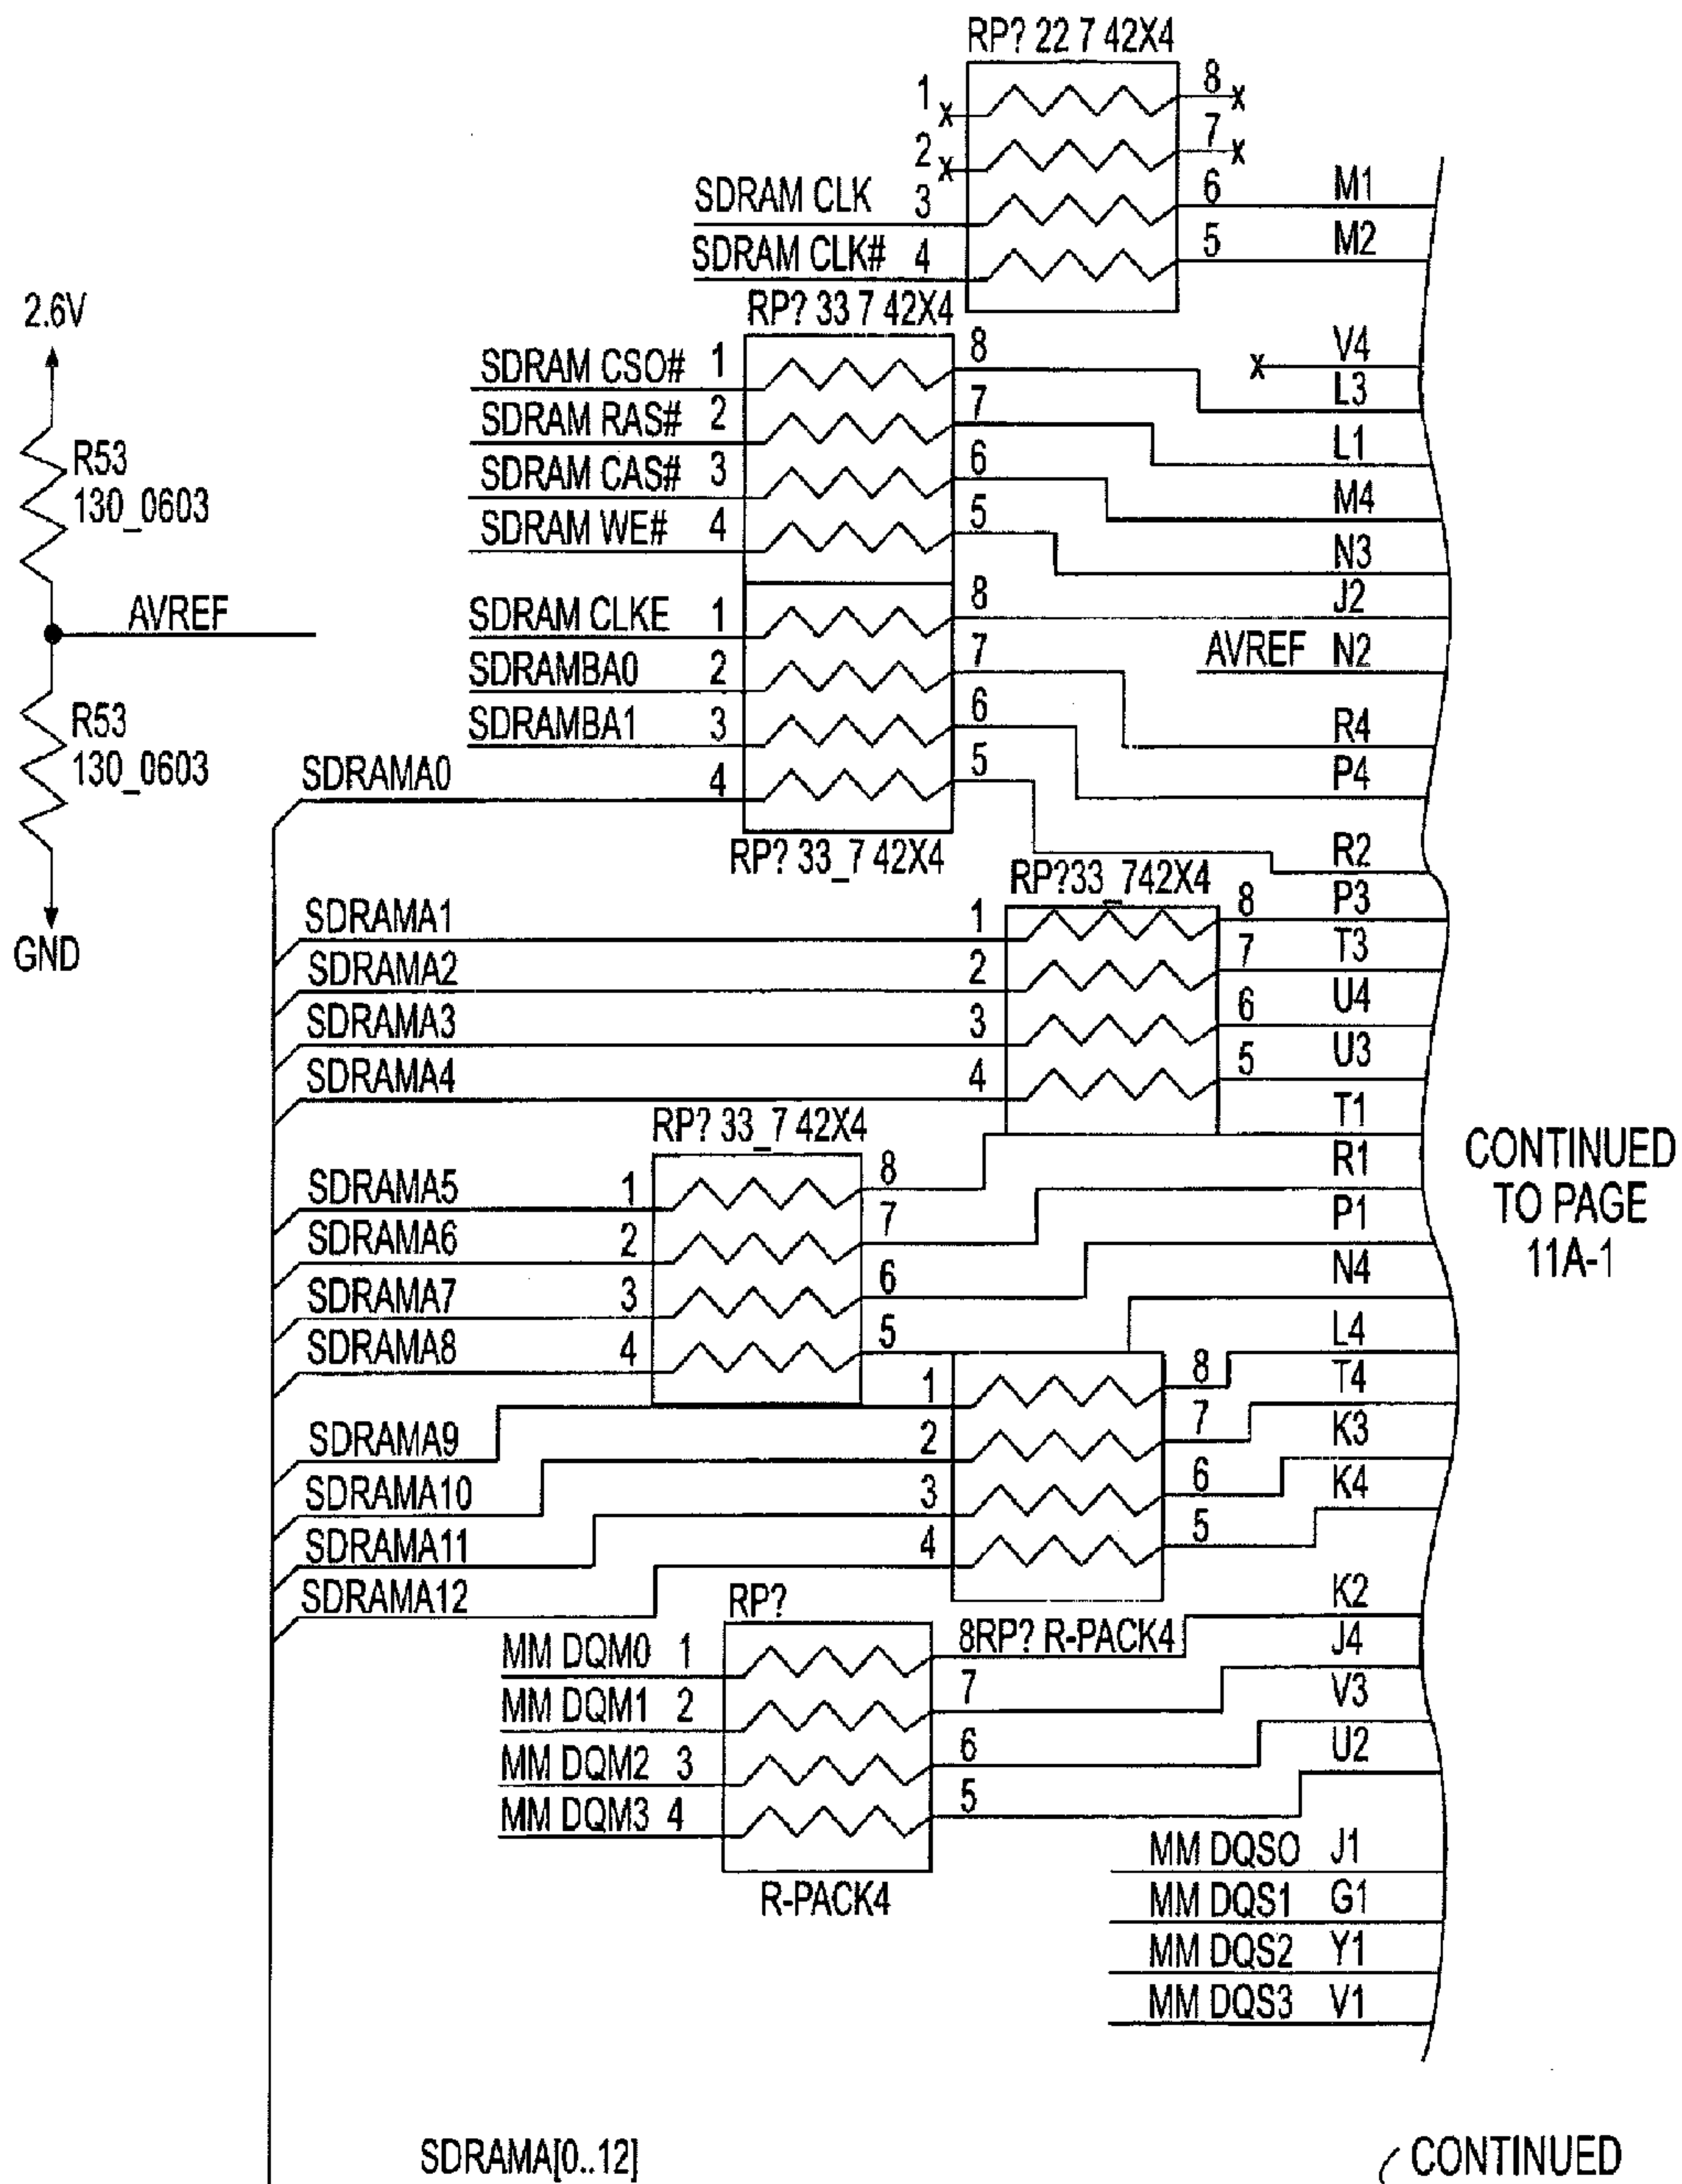 RP? 22 7 42X4
1 8
2 7
SDRAM CLK 3 6 M1
SDRAM CLK# 4 5 M2
2.6V
R53
130_0603
AVREF
R53
130_0603
GND
RP? 33 7 42X4
SDRAM CSO# 1 8 V4
L3
SDRAM RAS# 2 7 L1
SDRAM CAS# 3 6 M4
SDRAM WE# 4 5 N3
SDRAM CLKE 1 8 J2
AVREF N2
SDRAMBA0 2 7 R4
SDRAMBA1 3 6 P4
SDRAMA0 4 5 R2
RP? 33_7 42X4
RP?33_742X4
SDRAMA1 1 8 P3
SDRAMA2 2 7 T3
SDRAMA3 3 6 U4
SDRAMA4 4 5 U3
RP? 33_7 42X4
SDRAMA5 1 8 T1
SDRAMA6 2 7 R1
SDRAMA7 3 6 P1
SDRAMA8 4 5 N4
SDRAMA9 1 8 L4
SDRAMA10 2 7 T4
SDRAMA11 3 6 K3
SDRAMA12 4 5 K4
CONTINUED
TO PAGE
11A-1
RP?
MM DQM0 1 8RP? R-PACK4 K2
MM DQM1 2 7 J4
MM DQM2 3 6 V3
MM DQM3 4 5 U2
R-PACK4
MM DQSO J1
MM DQS1 G1
MM DQS2 Y1
MM DQS3 V1
SDRAMA[0..12]
CONTINUED